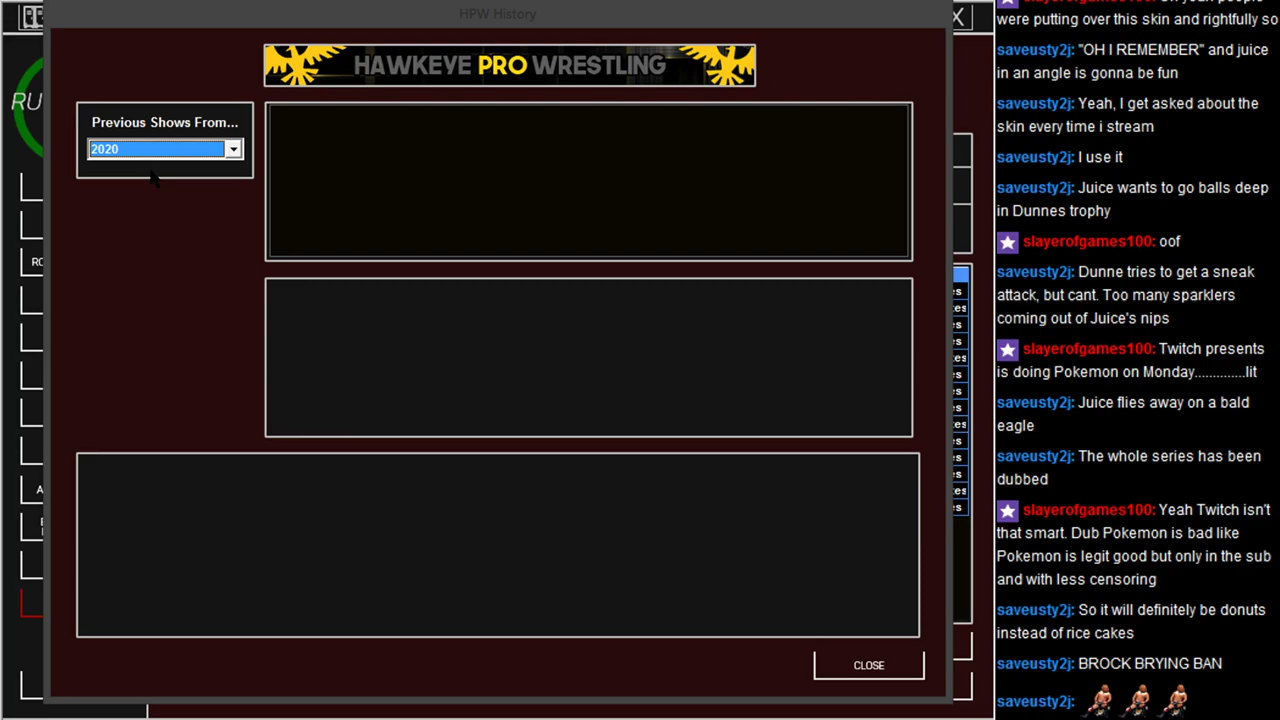 HPW History
HAWKEYE PRO WRESTLING
Previous Shows From...
2020
RU
X
CLOSE
were putting over this skin and rightfully so
saveusty2j: "OH I REMEMBER" and juice
in an angle is gonna be fun
saveusty2j: Yeah, I get asked about the
skin every time i stream
saveusty2j: I use it
saveusty2j: Juice wants to go balls deep
in Dunnes trophy
slayerofgames100: oof
saveusty2j: Dunne tries to get a sneak
attack, but cant. Too many sparklers
coming out of Juice's nips
slayerofgames100: Twitch presents
is doing Pokemon on Monday..............lit
saveusty2j: Juice flies away on a bald
eagle
saveusty2j: The whole series has been
dubbed
slayerofgames100: Yeah Twitch isn't
that smart. Dub Pokemon is bad like
Pokemon is legit good but only in the sub
and with less censoring
saveusty2j: So it will definitely be donuts
instead of rice cakes
saveusty2j: BROCK BRYING BAN
saveusty2j: